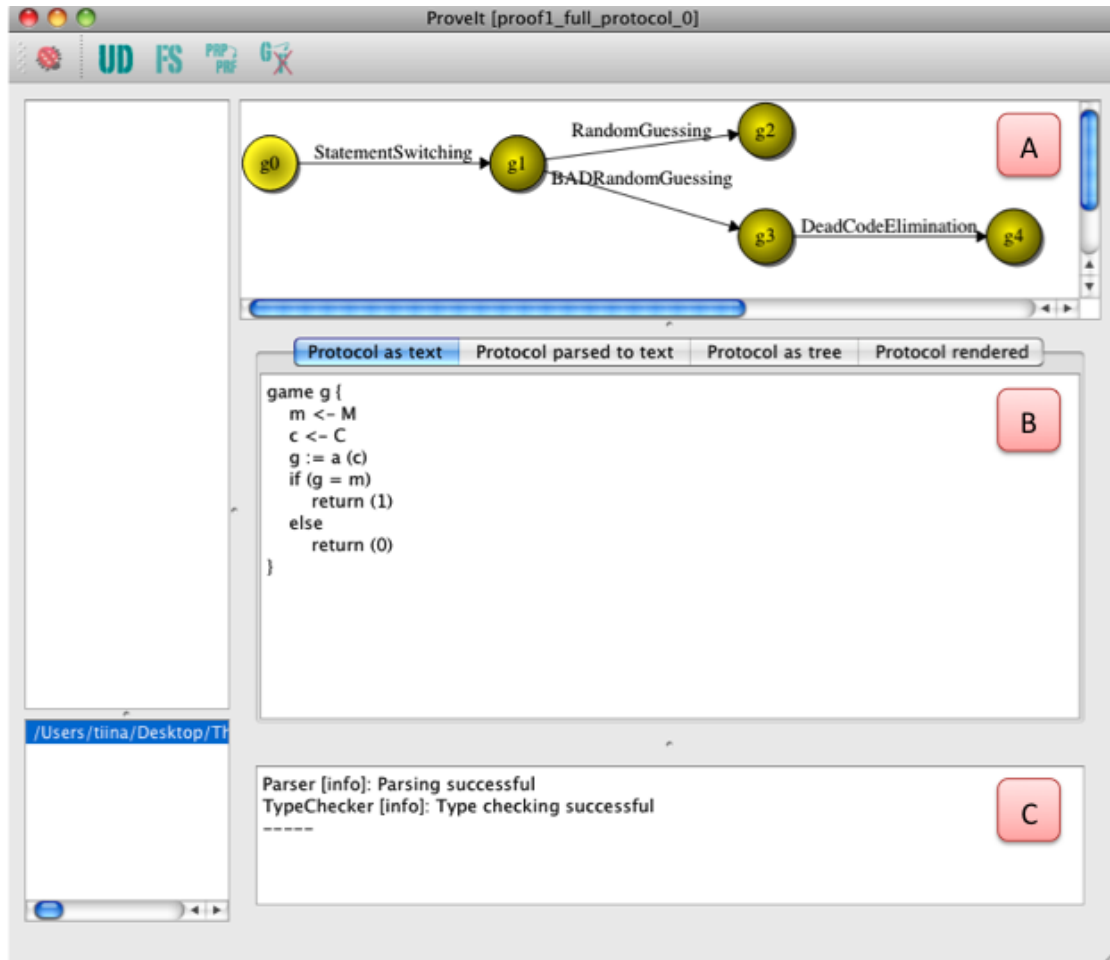 Proveit [proof1_full_protocol_0]
UD FS PRP PRF G
StatementSwitching
RandomGuessing
BADRandomGuessing
DeadCodeElimination
g0
g1
g2
g3
g4
A
Protocol as text Protocol parsed to text Protocol as tree Protocol rendered
game g {
m <- M
c <- C
g := a (c)
if (g = m)
return (1)
else
return (0)
}
B
/Users/tiina/Desktop/Th
Parser [info]: Parsing successful
TypeChecker [info]: Type checking successful
-----
C